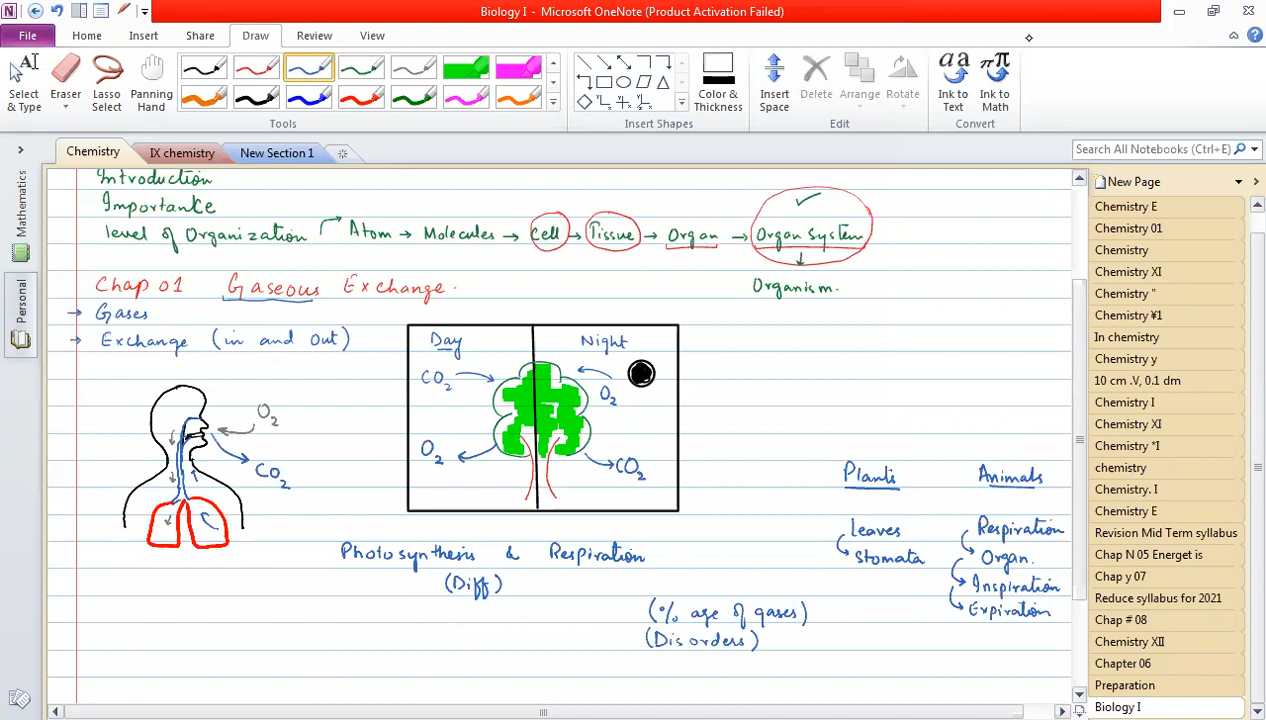 Biology I - Microsoft OneNote (Product Activation Failed)
File Home Insert Share Draw Review View
Select & Type
Eraser
Lasso Select
Panning Hand
Color & Thickness
Insert Space
Delete
Arrange
Rotate
Ink to Text
Ink to Math
Tools
Insert Shapes
Edit
Convert
Chemistry IX chemistry New Section 1
Search All Notebooks (Ctrl+E)
Mathematics
Personal
New Page
Chemistry E
Chemistry 01
Chemistry
Chemistry XI
Chemistry "
Chemistry ¥1
In chemistry
Chemistry y
10 cm .V, 0.1 dm
Chemistry I
Chemistry XI
Chemistry *I
chemistry
Chemistry. I
Chemistry E
Revision Mid Term syllabus
Chap N 05 Energet is
Chap y 07
Reduce syllabus for 2021
Chap # 08
Chemistry XII
Chapter 06
Preparation
Biology I
Introduction
Importance
level of Organization → Atom → Molecules → Cell → Tissue → Organ → Organ System
↓
Organism.
Chap 01 Gaseous Exchange.
→ Gases
→ Exchange (in and out)
Day
Night
CO2
O2
O2
CO2
O2
CO2
Photosynthesis & Respiration
(Diff)
(% age of gases)
(Disorders)
Plants
leaves
Stomata
Animals
Respiration
Organ.
Inspiration
Expiration